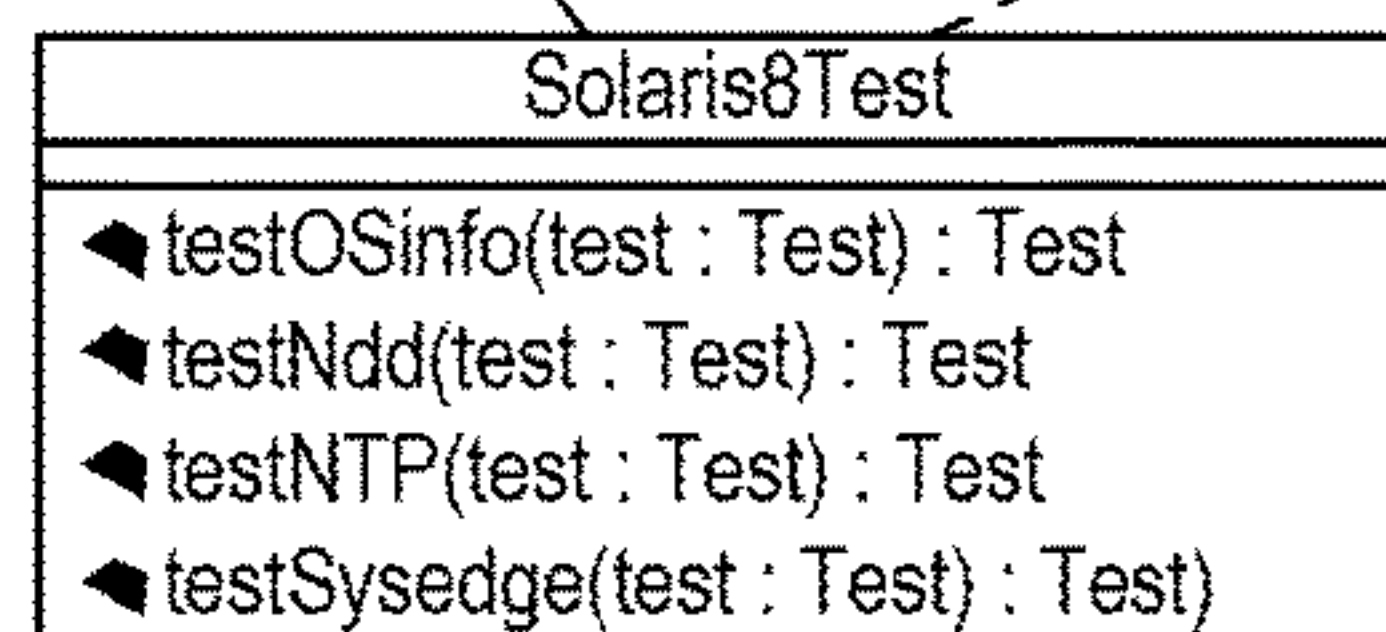 Solaris8Test
testOSinfo(test : Test) : Test
testNdd(test : Test) : Test
testNTP(test : Test) : Test
testSysedge(test : Test) : Test)